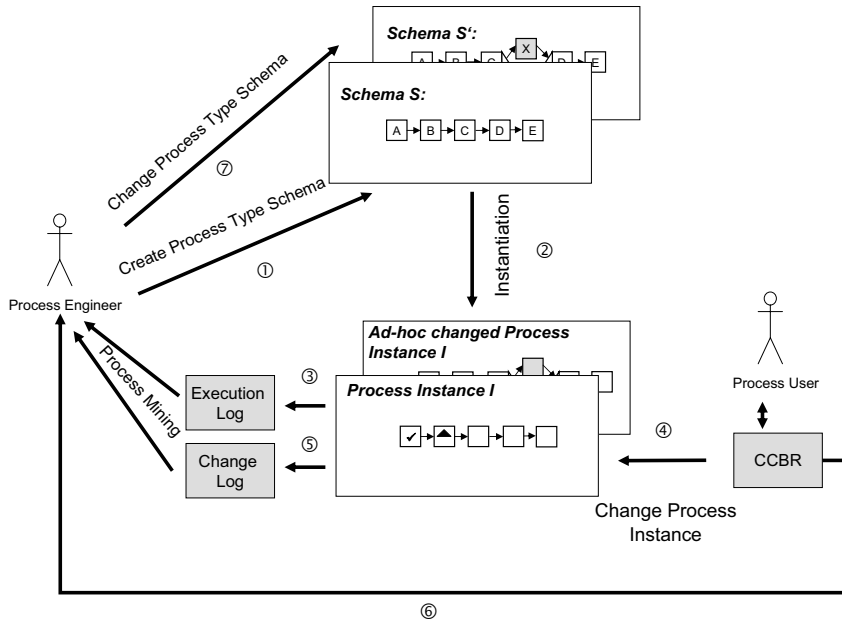 Schema S':
A B C X D E
Schema S:
A B C D E
Change Process Type Schema
⑦
Create Process Type Schema
①
Instantiation
②
Process Engineer
Ad-hoc changed Process
Instance I
Process Instance I
✓
Process User
Process Mining
Execution
Log
③
Change
Log
⑤
④
CCBR
Change Process
Instance
⑥